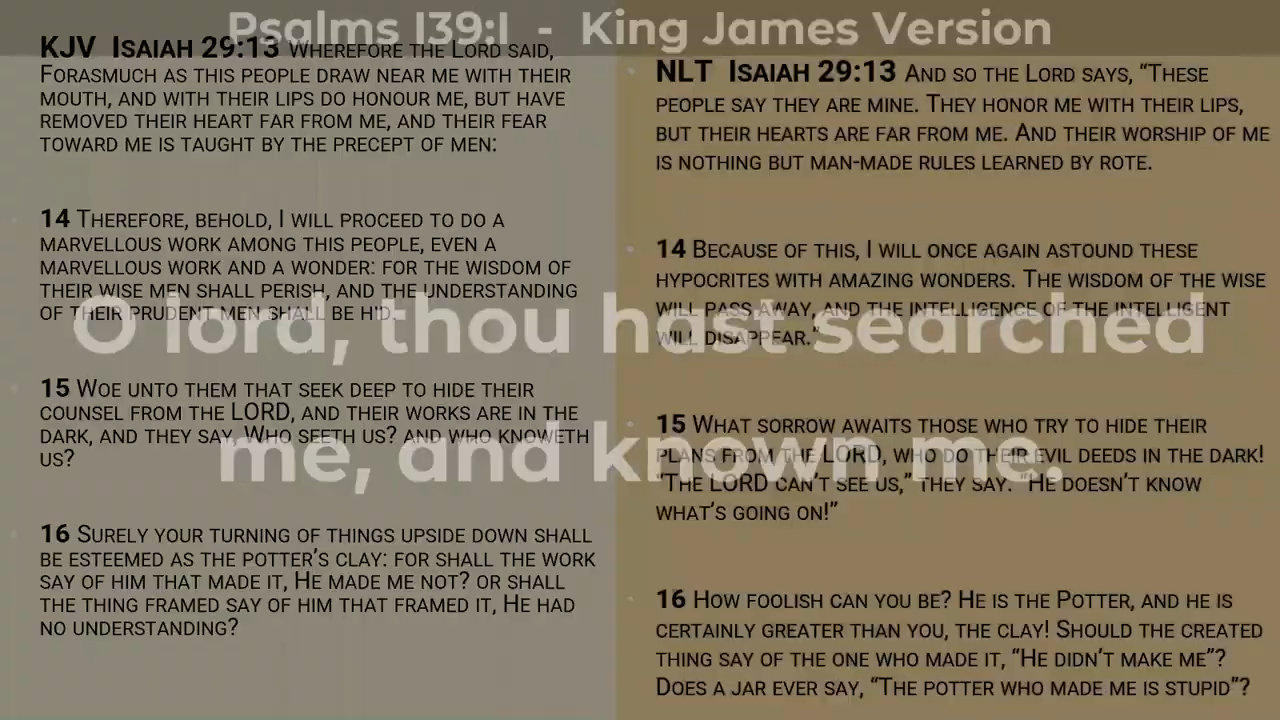 Psalms 139:1 - King James Version
KJV Isaiah 29:13 Wherefore the Lord said,
Forasmuch as this people draw near me with their
mouth, and with their lips do honour me, but have
removed their heart far from me, and their fear
toward me is taught by the precept of men:
14 Therefore, behold, I will proceed to do a
marvellous work among this people, even a
marvellous work and a wonder: for the wisdom of
their wise men shall perish, and the understanding
of their prudent men shall be hid.
15 Woe unto them that seek deep to hide their
counsel from the LORD, and their works are in the
dark, and they say, Who seeth us? and who knoweth
us?
16 Surely your turning of things upside down shall
be esteemed as the potter's clay: for shall the work
say of him that made it, He made me not? or shall
the thing framed say of him that framed it, He had
no understanding?
NLT Isaiah 29:13 And so the Lord says, “These
people say they are mine. They honor me with their lips,
but their hearts are far from me. And their worship of me
is nothing but man-made rules learned by rote.
14 Because of this, I will once again astound these
hypocrites with amazing wonders. The wisdom of the wise
will pass away, and the intelligence of the intelligent
will disappear.”
15 What sorrow awaits those who try to hide their
plans from the LORD, who do their evil deeds in the dark!
“The LORD can’t see us,” they say. “He doesn’t know
what’s going on!”
16 How foolish can you be? He is the Potter, and he is
certainly greater than you, the clay! Should the created
thing say of the one who made it, “He didn’t make me”?
Does a jar ever say, “The potter who made me is stupid”?
O lord, thou hast searched
me, and known me.